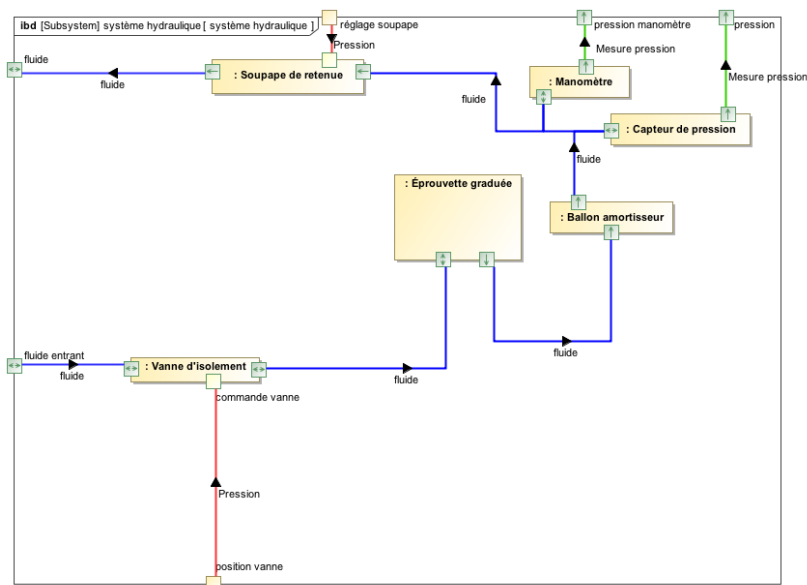 ibd [Subsystem] système hydraulique [ système hydraulique ]
réglage soupape
pression manomètre
pression
Pression
Mesure pression
fluide
: Soupape de retenue
: Manomètre
Mesure pression
fluide
fluide
: Capteur de pression
fluide
: Éprouvette graduée
: Ballon amortisseur
fluide entrant
fluide
: Vanne d'isolement
fluide
fluide
commande vanne
Pression
position vanne